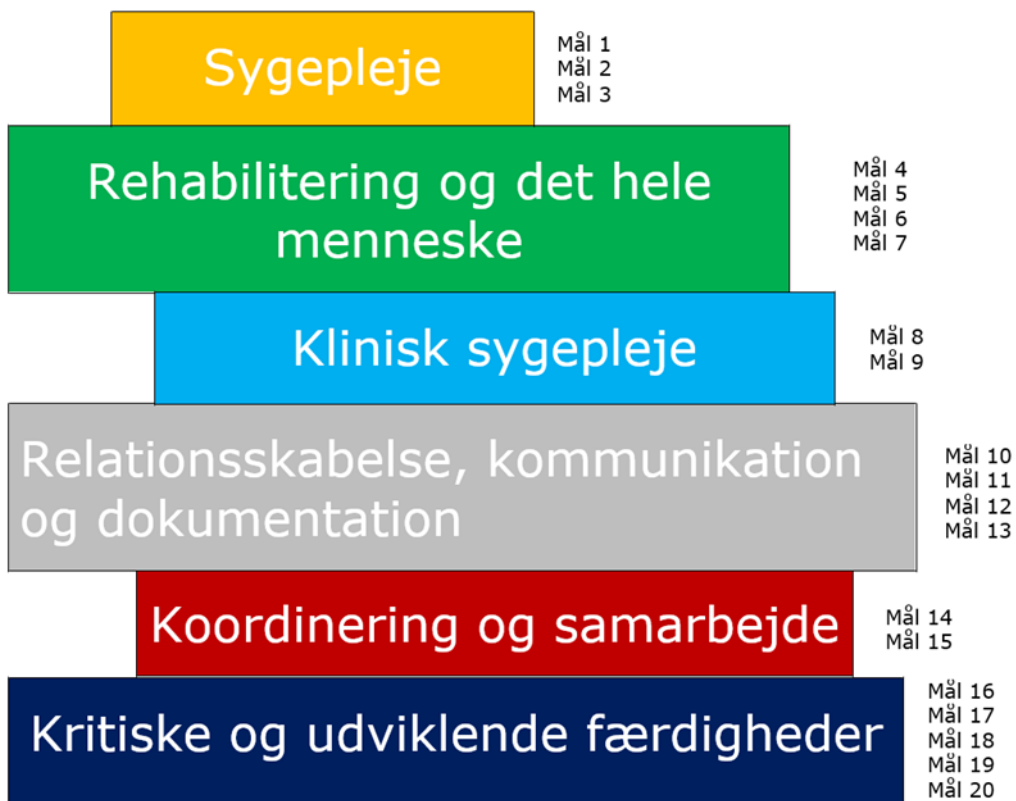 Sygepleje
Mål 1
Mål 2
Mål 3
Rehabilitering og det hele
menneske
Mål 4
Mål 5
Mål 6
Mål 7
Klinisk sygepleje
Mål 8
Mål 9
Relationsskabelse, kommunikation
og dokumentation
Mål 10
Mål 11
Mål 12
Mål 13
Koordinering og samarbejde
Mål 14
Mål 15
Kritiske og udviklende færdigheder
Mål 16
Mål 17
Mål 18
Mål 19
Mål 20